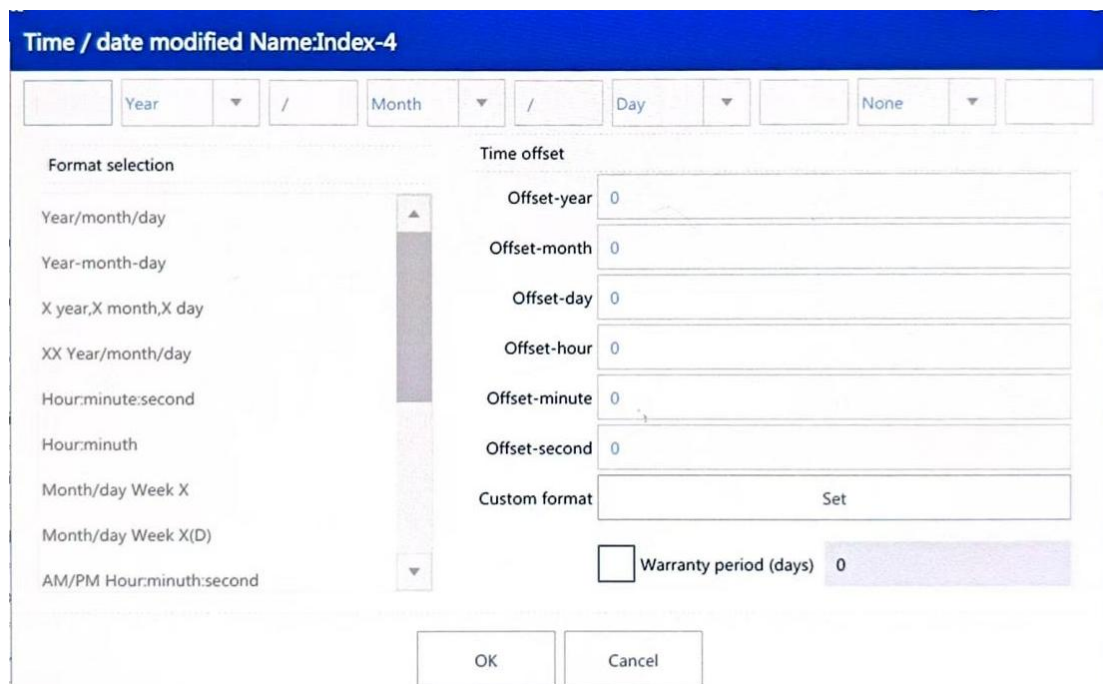 Time / date modified Name:Index-4
Year / Month / Day None
Format selection
Year/month/day
Year-month-day
X year,X month,X day
XX Year/month/day
Hour:minute:second
Hour:minuth
Month/day Week X
Month/day Week X(D)
AM/PM Hour:minuth:second
Time offset
Offset-year 0
Offset-month 0
Offset-day 0
Offset-hour 0
Offset-minute 0
Offset-second 0
Custom format Set
Warranty period (days) 0
OK Cancel